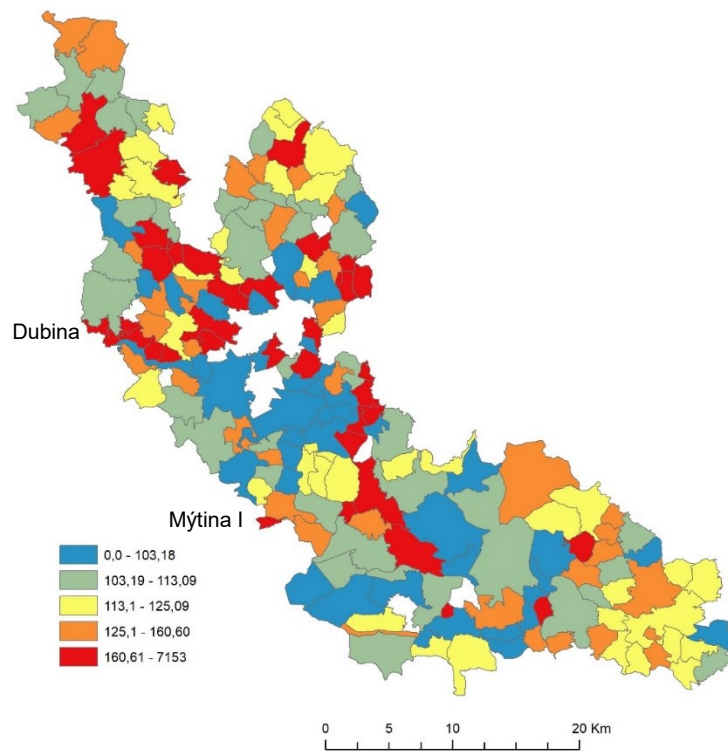 Dubina
Mýtina I
0,0 - 103,18
103,19 - 113,09
113,1 - 125,09
125,1 - 160,60
160,61 - 7153
0 5 10 20 Km